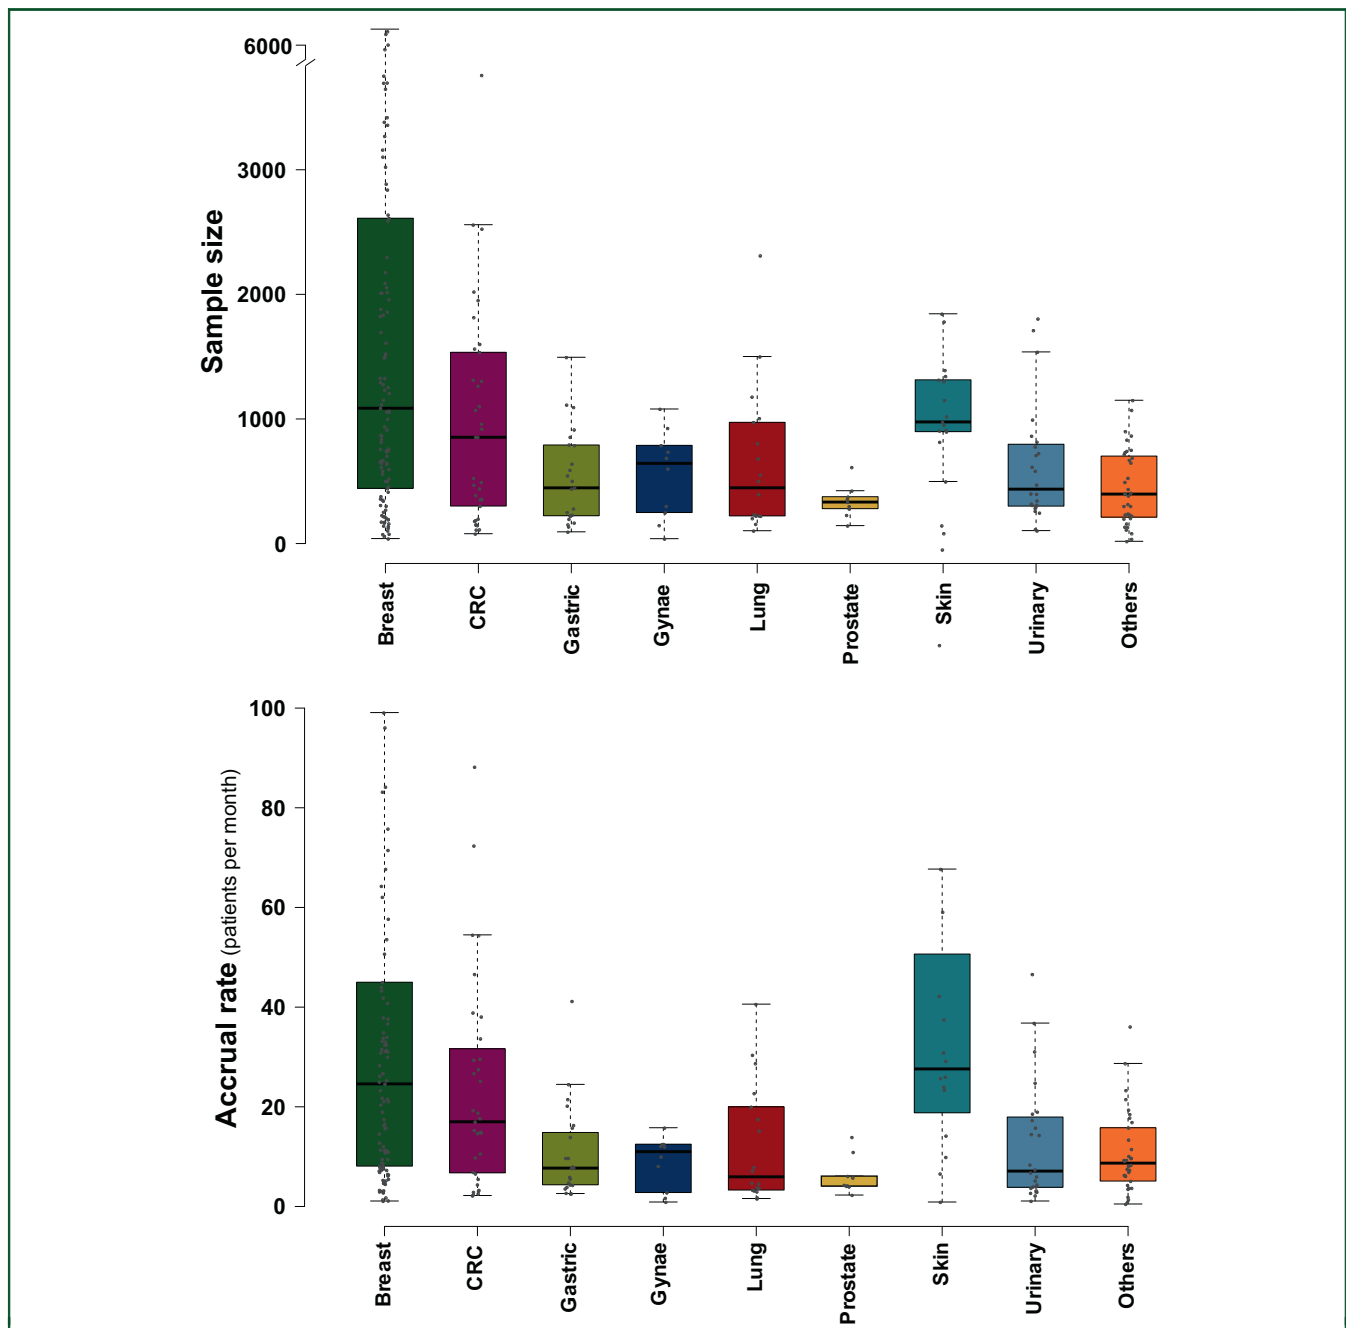 6000
3000
2000
1000
0
Sample size
Breast
CRC
Gastric
Gynae
Lung
Prostate
Skin
Urinary
Others
100
80
60
40
20
0
Accrual rate (patients per month)
Breast
CRC
Gastric
Gynae
Lung
Prostate
Skin
Urinary
Others